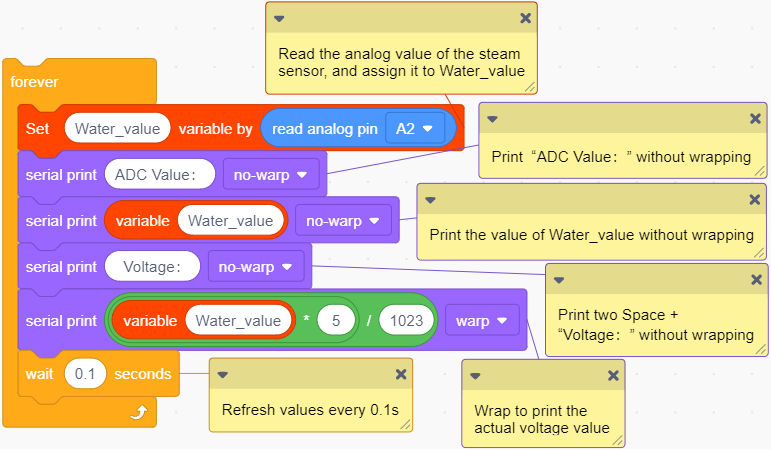 Read the analog value of the steam
sensor, and assign it to Water_value
forever
Set Water_value variable by read analog pin A2
Print “ADC Value：” without wrapping
serial print ADC Value： no-warp
serial print variable Water_value no-warp
Print the value of Water_value without wrapping
serial print Voltage： no-warp
Print two Space +
“Voltage：” without wrapping
serial print variable Water_value * 5 / 1023 warp
wait 0.1 seconds
Refresh values every 0.1s
Wrap to print the
actual voltage value